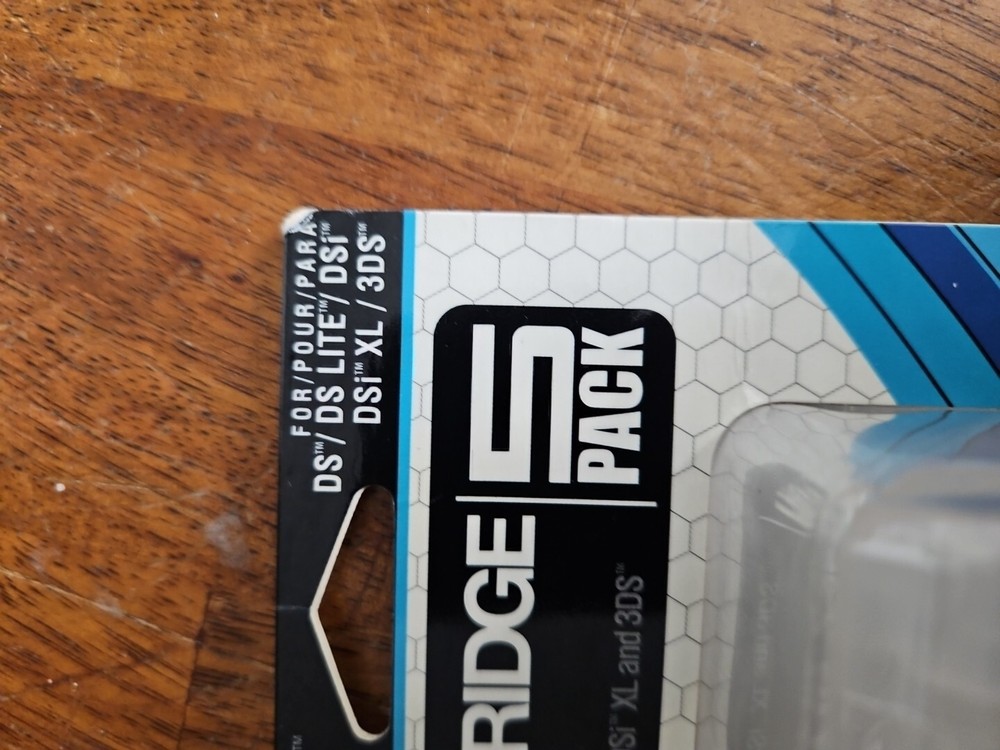 FOR/POUR/PARA
DS™/ DS LITE™/ DSi™
DSi™ XL / 3DS™
RIDGE
5
PACK
Si™ XL and 3DS™